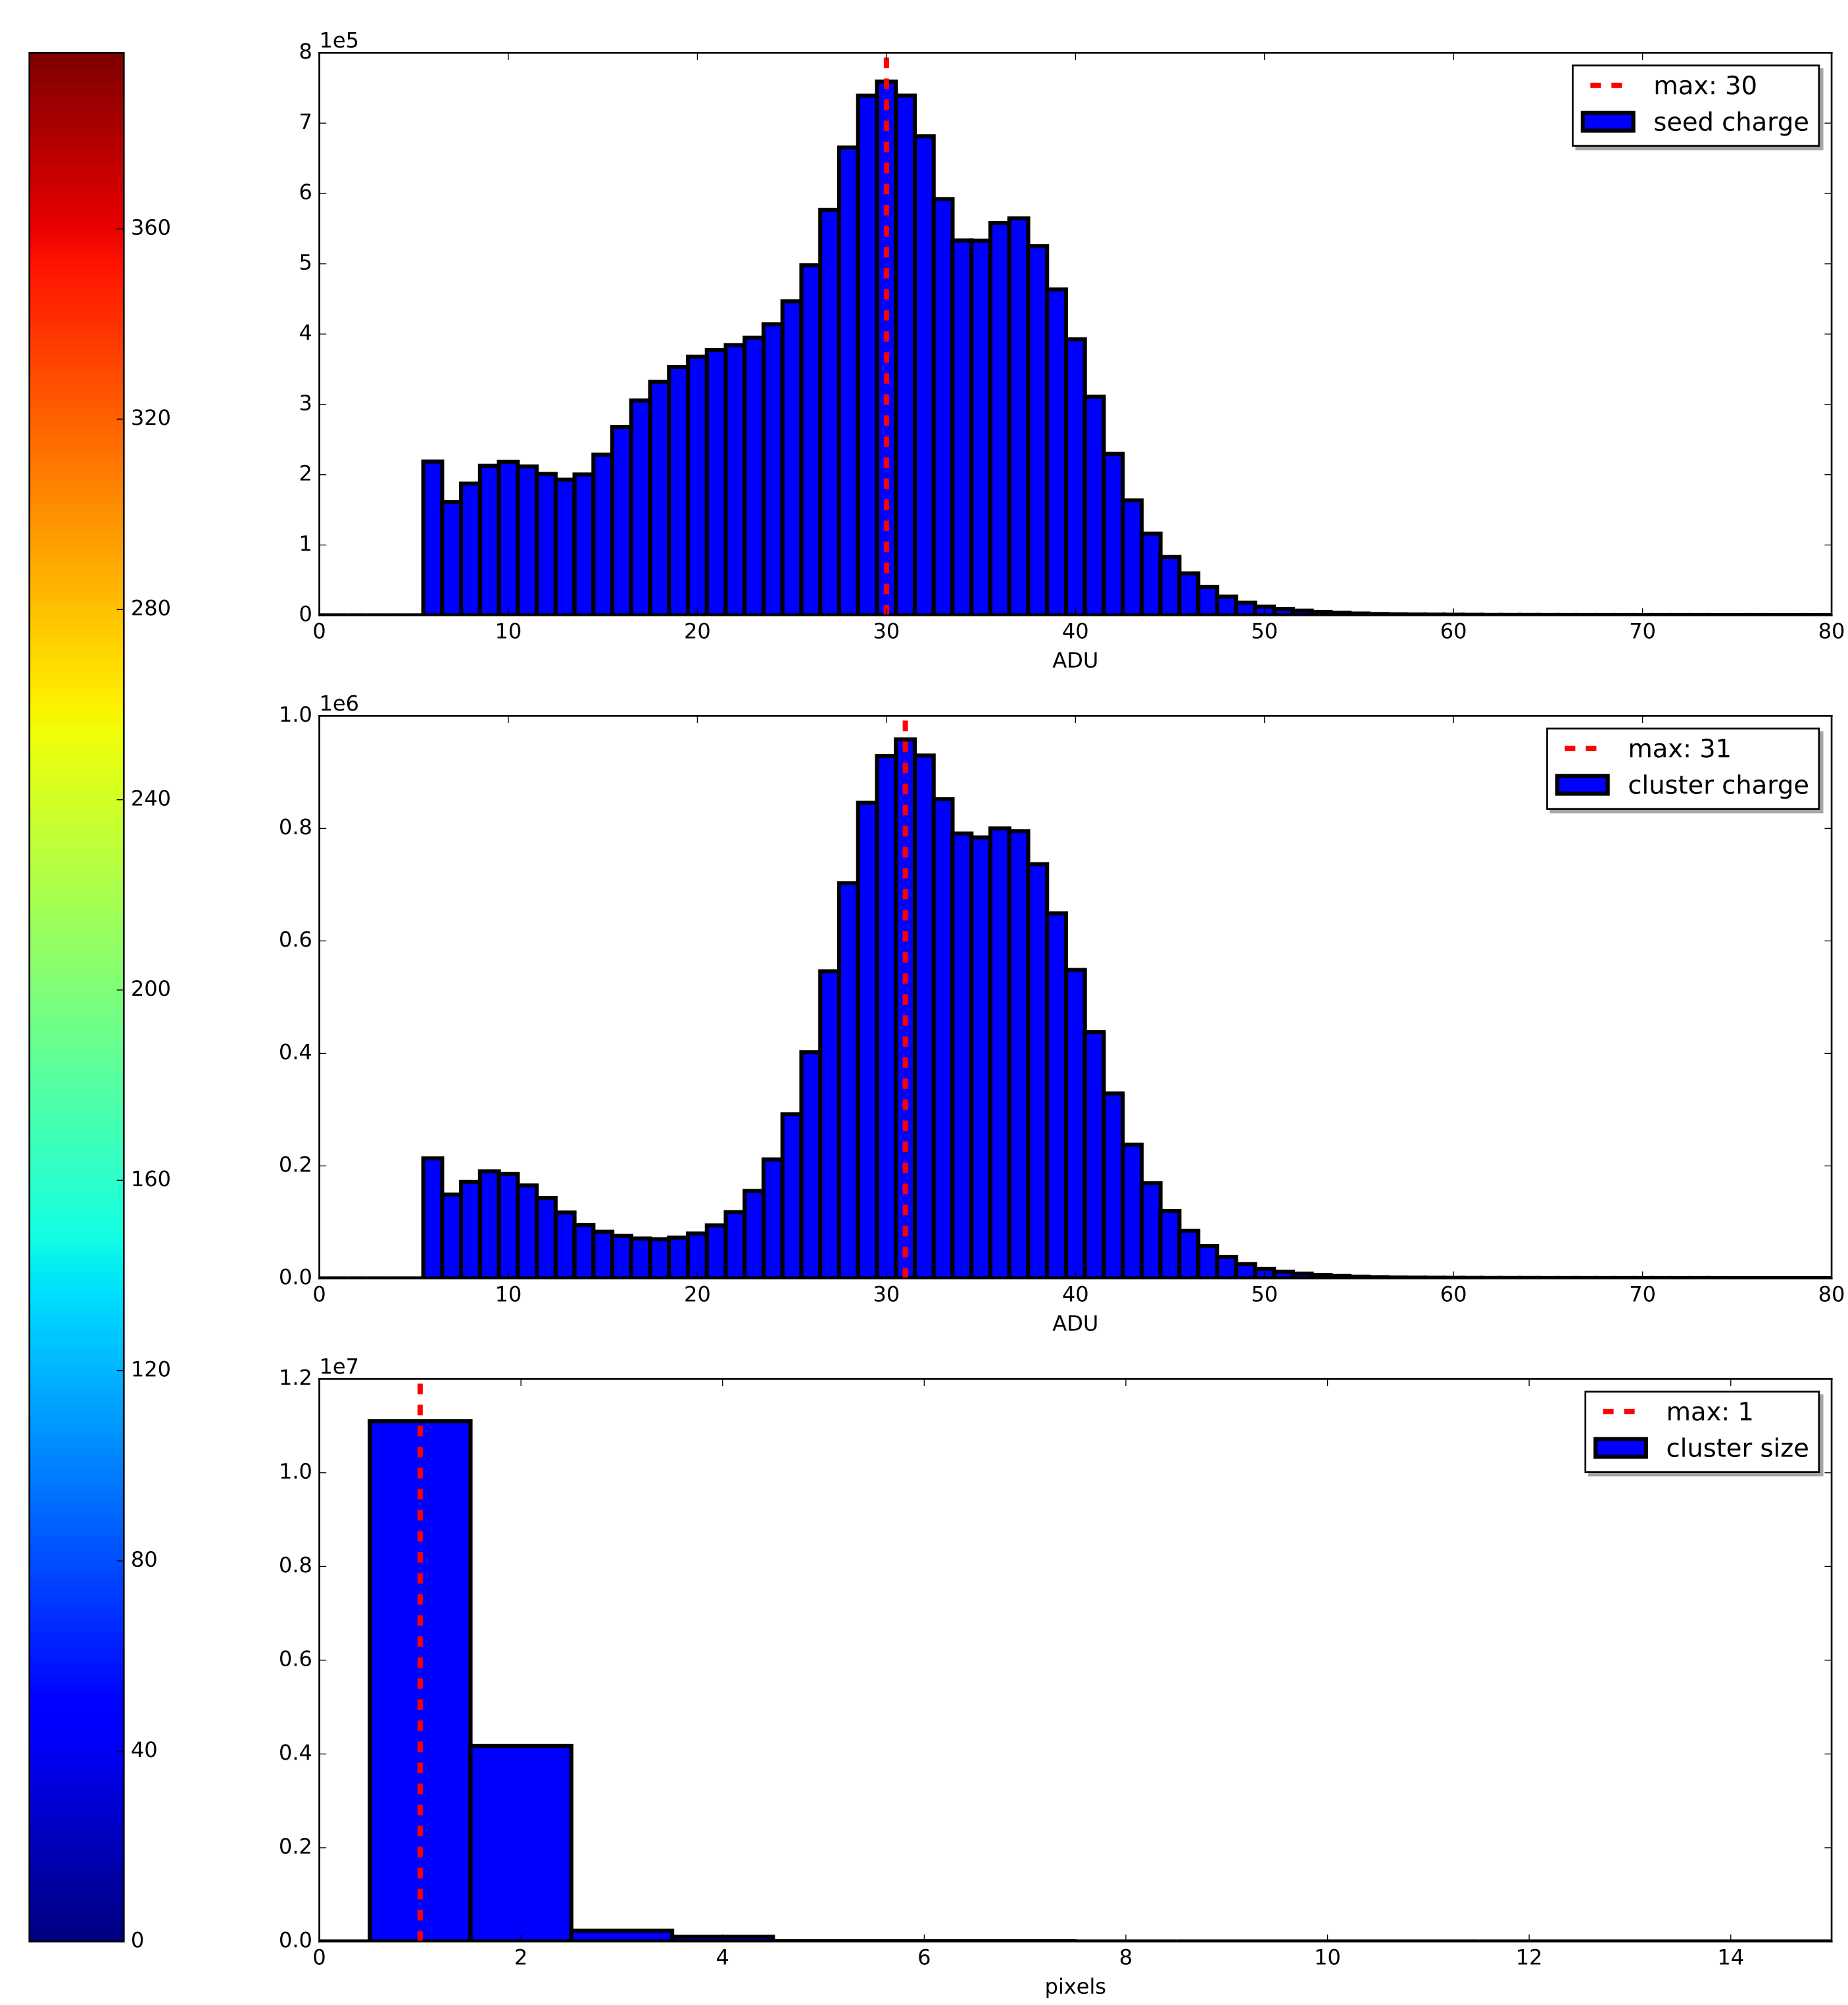 360
320
280
240
200
160
120
80
40
0
1e5
8
7
6
5
4
3
2
1
0
max: 30
seed charge
0 10 20 30 40 50 60 70 80
ADU
1e6
1.0
0.8
0.6
0.4
0.2
0.0
max: 31
cluster charge
0 10 20 30 40 50 60 70 80
ADU
1e7
1.2
1.0
0.8
0.6
0.4
0.2
0.0
max: 1
cluster size
0 2 4 6 8 10 12 14
pixels